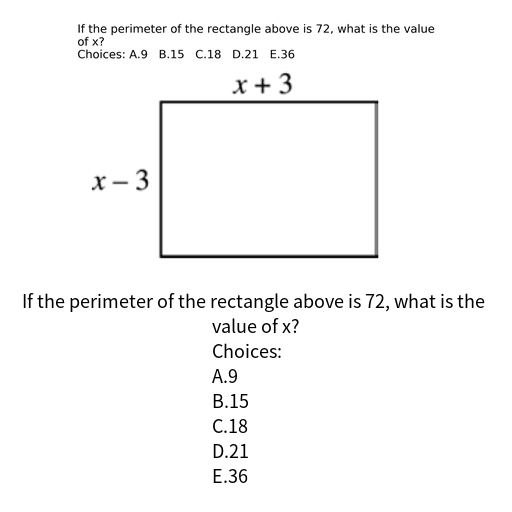 If the perimeter of the rectangle above is 72, what is the value
of x?
Choices: A.9 B.15 C.18 D.21 E.36
x + 3
x − 3
If the perimeter of the rectangle above is 72, what is the
value of x?
Choices:
A.9
B.15
C.18
D.21
E.36